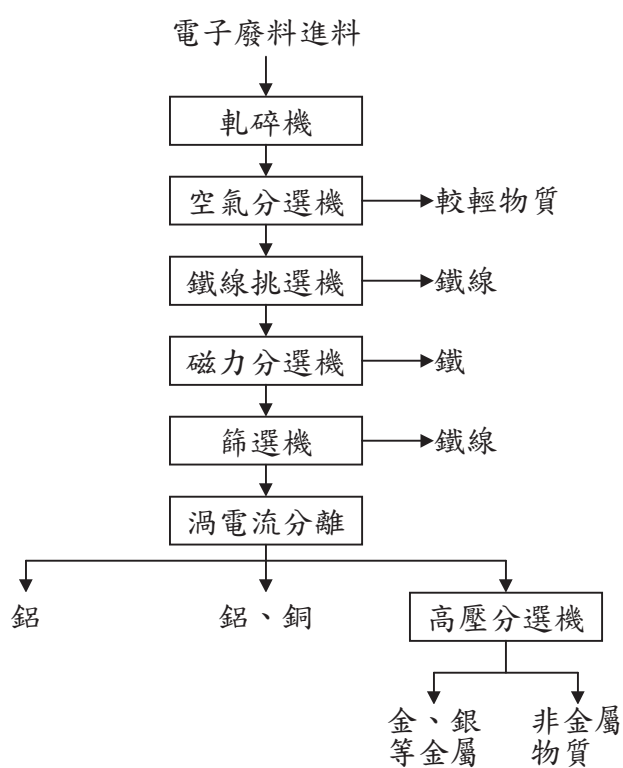 電子廢料進料
軋碎機
空氣分選機
較輕物質
鐵線挑選機
鐵線
磁力分選機
鐵
篩選機
鐵線
渦電流分離
鋁
鋁、銅
高壓分選機
金、銀
等金屬
非金屬
物質